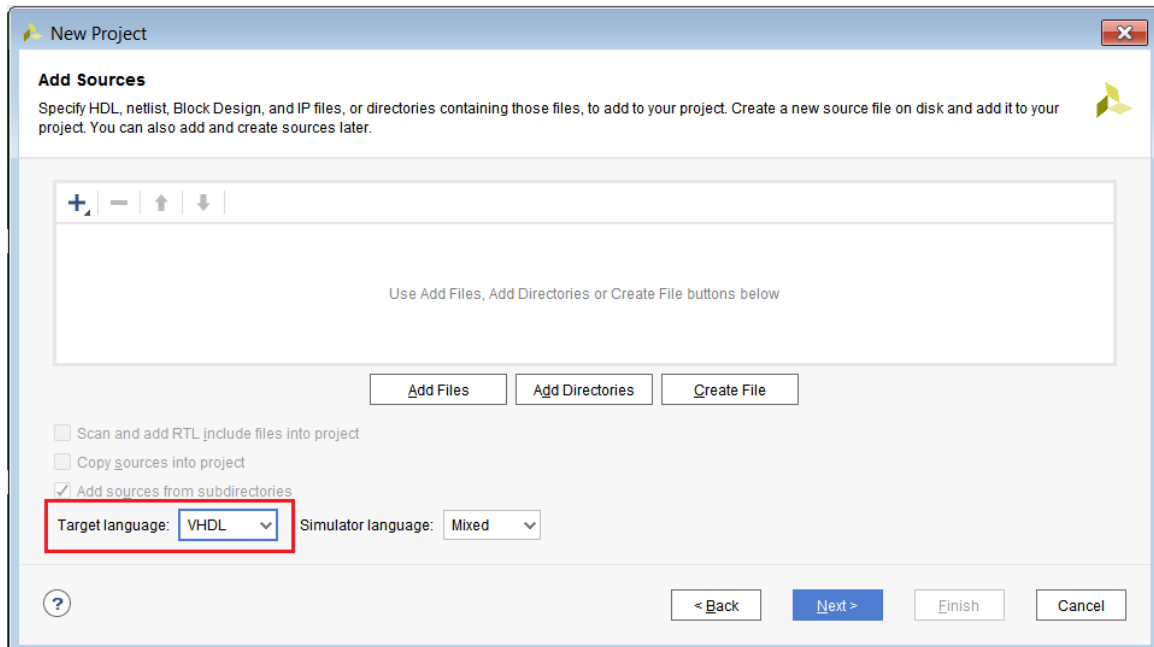 New Project
Add Sources
Specify HDL, netlist, Block Design, and IP files, or directories containing those files, to add to your project. Create a new source file on disk and add it to your
project. You can also add and create sources later.
Use Add Files, Add Directories or Create File buttons below
Add Files Add Directories Create File
Scan and add RTL include files into project
Copy sources into project
Add sources from subdirectories
Target language: VHDL Simulator language: Mixed
? < Back Next > Finish Cancel